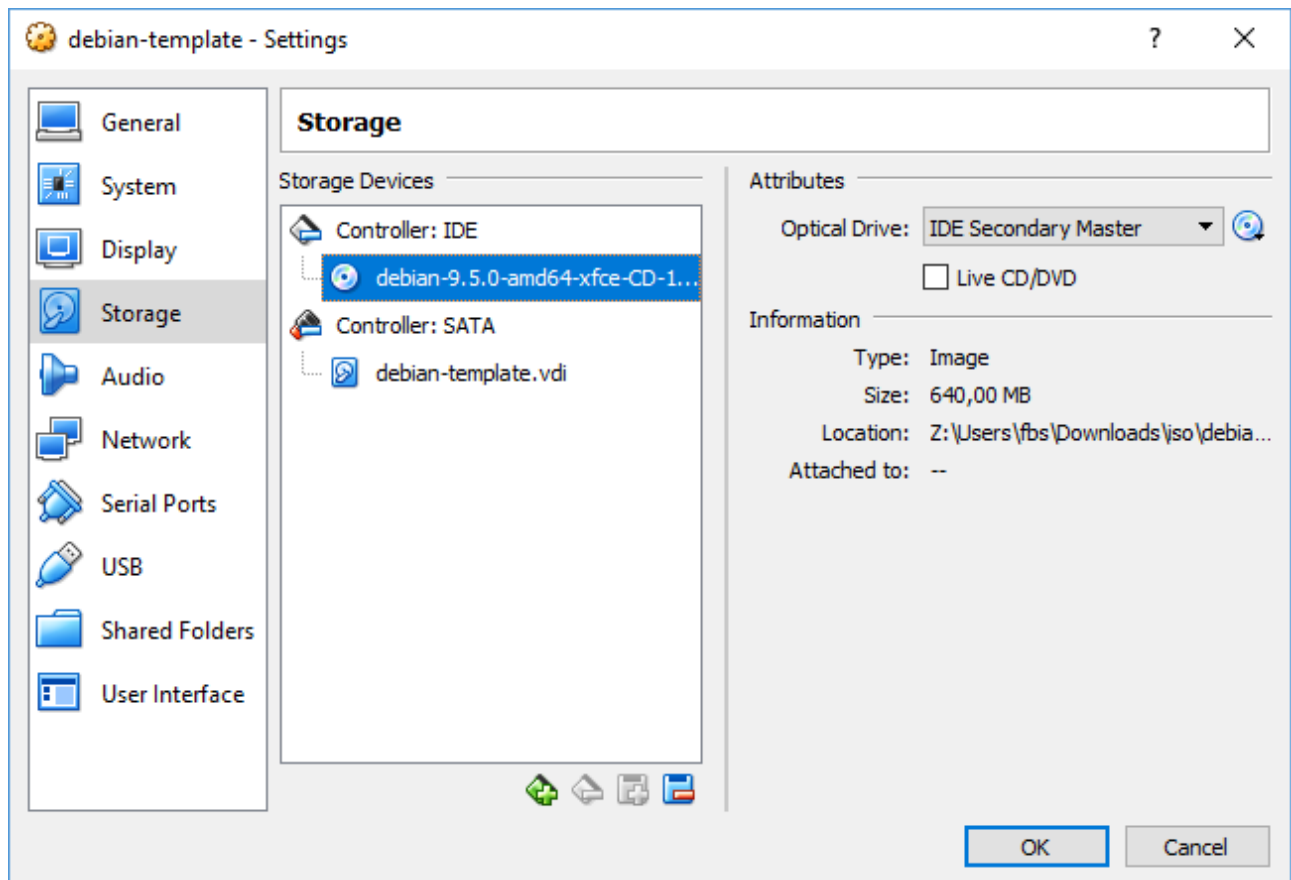 debian-template - Settings
?
General
System
Display
Storage
Audio
Network
Serial Ports
USB
Shared Folders
User Interface
Storage
Storage Devices
Controller: IDE
debian-9.5.0-amd64-xfce-CD-1...
Controller: SATA
debian-template.vdi
Attributes
Optical Drive: IDE Secondary Master
Live CD/DVD
Information
Type: Image
Size: 640,00 MB
Location: Z:\Users\fbs\Downloads\iso\debia...
Attached to: --
OK
Cancel